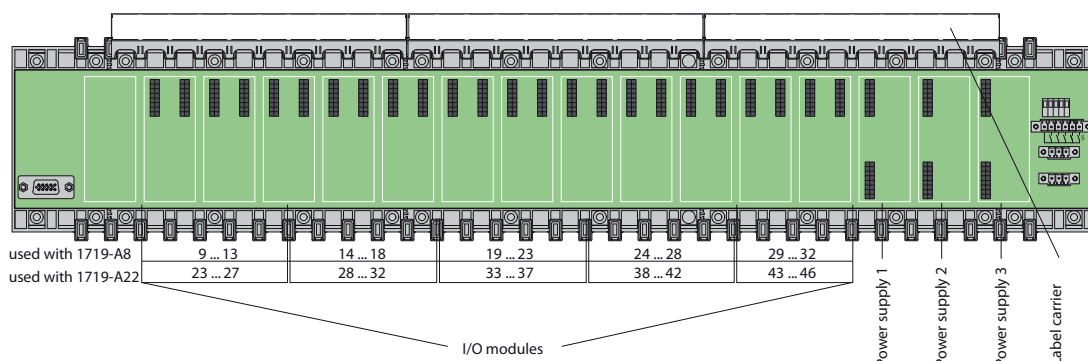 used with 1719-A8 9 ... 13 14 ... 18 19 ... 23 24 ... 28 29 ... 32
used with 1719-A22 23 ... 27 28 ... 32 33 ... 37 38 ... 42 43 ... 46
I/O modules
Power supply 1
Power supply 2
Power supply 3
Label carrier